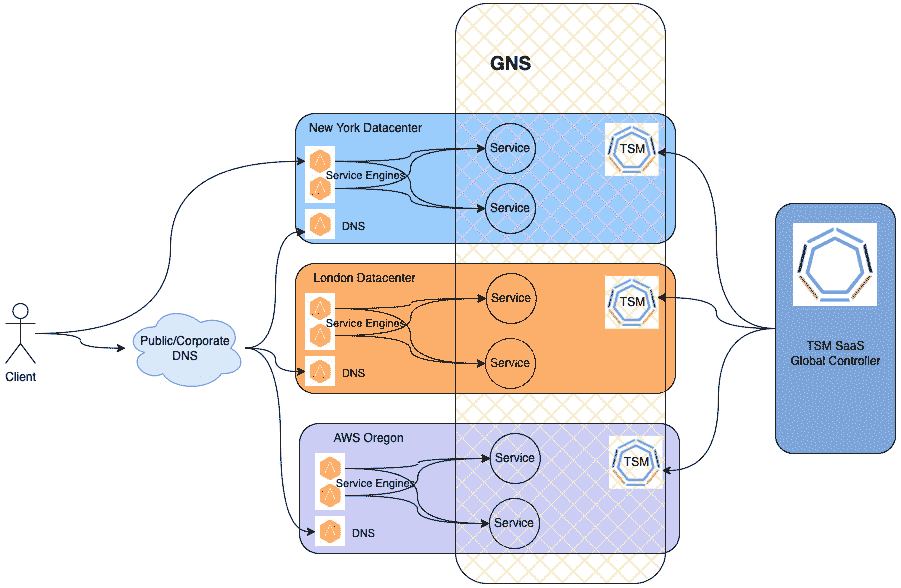 GNS
New York Datacenter
Service
TSM
Service Engines
Service
DNS
London Datacenter
Service
TSM
Service Engines
Public/Corporate
DNS
TSM SaaS
Global Controller
Client
Service
DNS
AWS Oregon
Service
TSM
Service Engines
Service
DNS